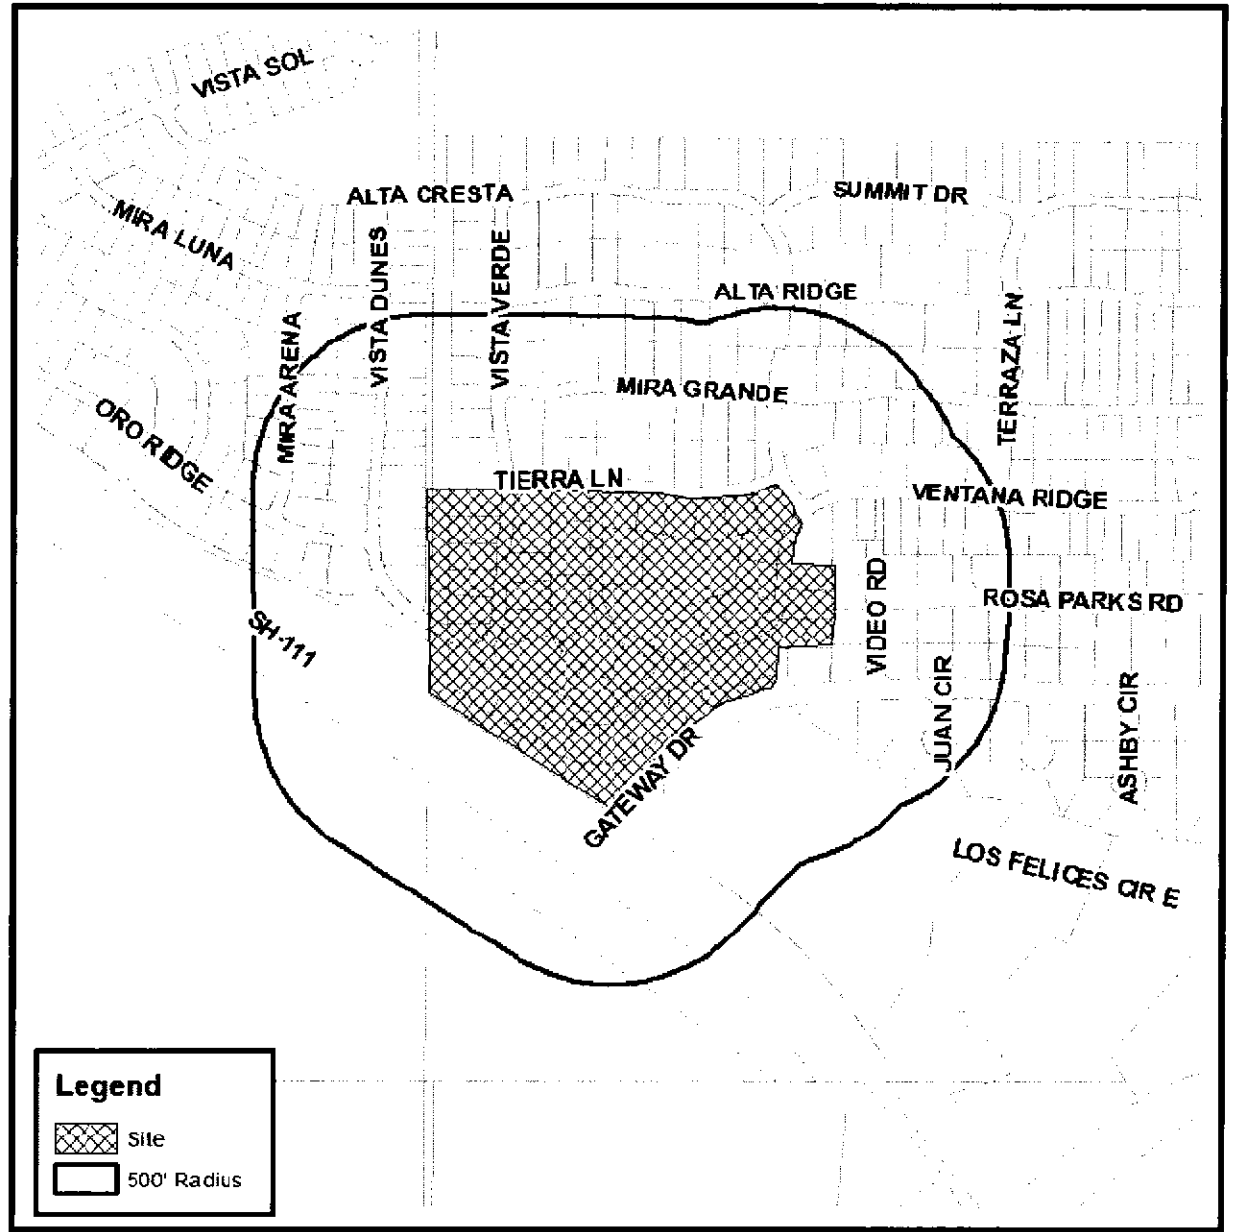 VISTA SOL
ALTA CRESTA
SUMMIT DR
MIRA LUNA
VISTA DUNES
VISTA VERDE
ALTA RIDGE
TERRAZA LN
MIRA ARENA
MIRA GRANDE
ORO RIDGE
TIERRA LN
VENTANA RIDGE
VIDEO RD
ROSA PARKS RD
SH-111
JUAN CIR
ASHBY CIR
GATEWAY DR
LOS FELICES CIR E
Legend
Site
500' Radius